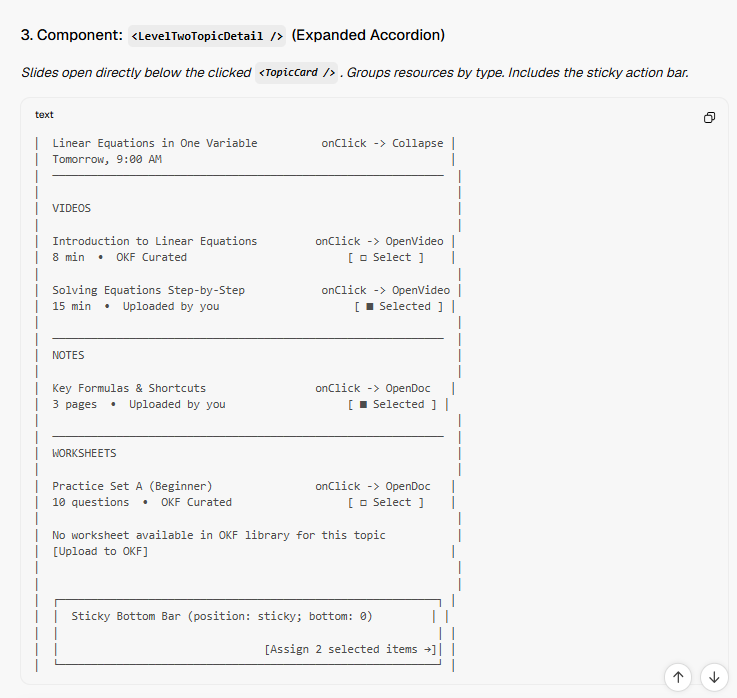 3. Component: <LevelTwoTopicDetail /> (Expanded Accordion)
Slides open directly below the clicked <TopicCard /> . Groups resources by type. Includes the sticky action bar.
text
Linear Equations in One Variable onClick -> Collapse
Tomorrow, 9:00 AM
VIDEOS
Introduction to Linear Equations onClick -> OpenVideo
8 min • OKF Curated [ □ Select ]
Solving Equations Step-by-Step onClick -> OpenVideo
15 min • Uploaded by you [ ■ Selected ]
NOTES
Key Formulas & Shortcuts onClick -> OpenDoc
3 pages • Uploaded by you [ ■ Selected ]
WORKSHEETS
Practice Set A (Beginner) onClick -> OpenDoc
10 questions • OKF Curated [ □ Select ]
No worksheet available in OKF library for this topic
[Upload to OKF]
Sticky Bottom Bar (position: sticky; bottom: 0)
[Assign 2 selected items →]